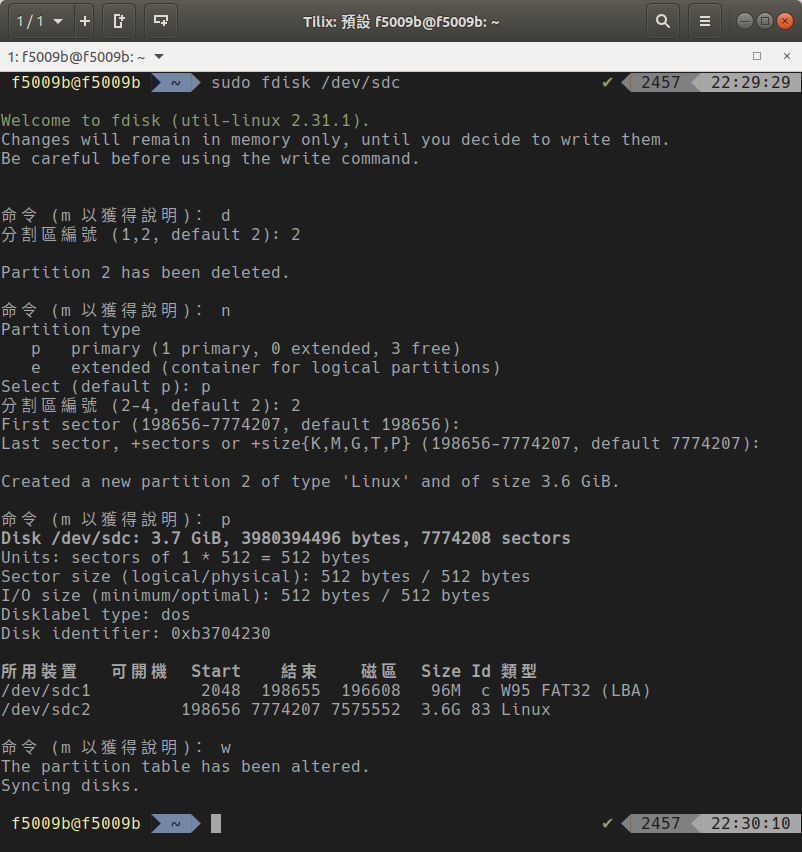 1 / 1
Tilix: 預設 f5009b@f5009b: ~
1: f5009b@f5009b: ~
f5009b@f5009b ~ sudo fdisk /dev/sdc ✔ 2457 22:29:29
Welcome to fdisk (util-linux 2.31.1).
Changes will remain in memory only, until you decide to write them.
Be careful before using the write command.
命令 (m 以獲得說明)： d
分割區編號 (1,2, default 2): 2
Partition 2 has been deleted.
命令 (m 以獲得說明)： n
Partition type
p primary (1 primary, 0 extended, 3 free)
e extended (container for logical partitions)
Select (default p): p
分割區編號 (2-4, default 2): 2
First sector (198656-7774207, default 198656):
Last sector, +sectors or +size{K,M,G,T,P} (198656-7774207, default 7774207):
Created a new partition 2 of type 'Linux' and of size 3.6 GiB.
命令 (m 以獲得說明)： p
Disk /dev/sdc: 3.7 GiB, 3980394496 bytes, 7774208 sectors
Units: sectors of 1 * 512 = 512 bytes
Sector size (logical/physical): 512 bytes / 512 bytes
I/O size (minimum/optimal): 512 bytes / 512 bytes
Disklabel type: dos
Disk identifier: 0xb3704230
所用裝置 可開機 Start 結束 磁區 Size Id 類型
/dev/sdc1 2048 198655 196608 96M c W95 FAT32 (LBA)
/dev/sdc2 198656 7774207 7575552 3.6G 83 Linux
命令 (m 以獲得說明)： w
The partition table has been altered.
Syncing disks.
f5009b@f5009b ~ ✔ 2457 22:30:10